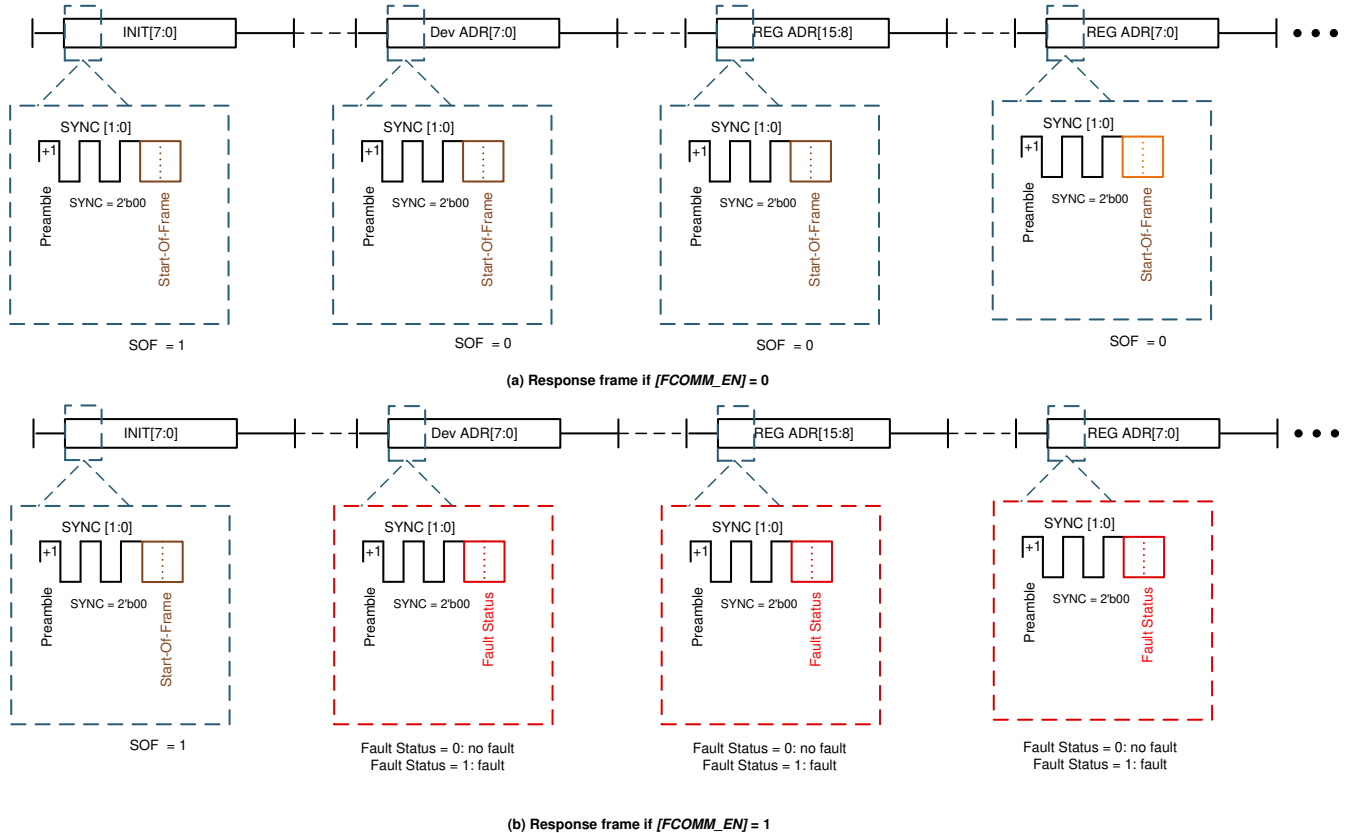 INIT[7:0]
Dev ADR[7:0]
REG ADR[15:8]
REG ADR[7:0]
SYNC [1:0]
+1
SYNC = 2'b00
Preamble
Start-Of-Frame
SOF = 1
SYNC [1:0]
+1
SYNC = 2'b00
Preamble
Start-Of-Frame
SOF = 0
SYNC [1:0]
+1
SYNC = 2'b00
Preamble
Start-Of-Frame
SOF = 0
SYNC [1:0]
+1
SYNC = 2'b00
Preamble
Start-Of-Frame
SOF = 0
(a) Response frame if [FCOMM_EN] = 0
INIT[7:0]
Dev ADR[7:0]
REG ADR[15:8]
REG ADR[7:0]
SYNC [1:0]
+1
SYNC = 2'b00
Preamble
Start-Of-Frame
SOF = 1
SYNC [1:0]
+1
SYNC = 2'b00
Preamble
Fault Status
Fault Status = 0: no fault
Fault Status = 1: fault
SYNC [1:0]
+1
SYNC = 2'b00
Preamble
Fault Status
Fault Status = 0: no fault
Fault Status = 1: fault
SYNC [1:0]
+1
SYNC = 2'b00
Preamble
Fault Status
Fault Status = 0: no fault
Fault Status = 1: fault
(b) Response frame if [FCOMM_EN] = 1